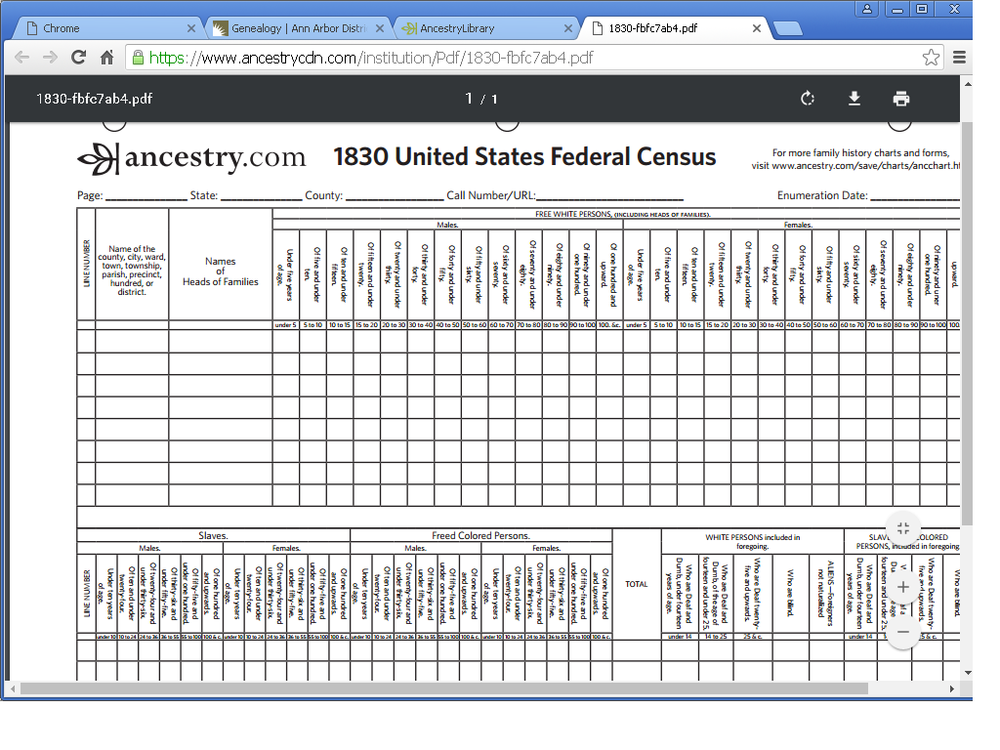 Chrome
Genealogy | Ann Arbor Distri
AncestryLibrary
1830-fbfc7ab4.pdf
https://www.ancestrycdn.com/institution/Pdf/1830-fbfc7ab4.pdf
1830-fbfc7ab4.pdf
1 / 1
ancestry.com
1830 United States Federal Census
For more family history charts and forms,
visit www.ancestry.com/save/charts/ancchart.ht
Page: State: County: Call Number/URL: Enumeration Date:
FREE WHITE PERSONS, (INCLUDING HEADS OF FAMILIES).
Males. Females.
LINE NUMBER
Name of the
county, city, ward,
town, township,
parish, precinct,
hundred, or
district.
Names
of
Heads of Families
Under five years
of age.
Of five and under
ten.
Of ten and under
fifteen.
Of fifteen and under
twenty.
Of twenty and under
thirty.
Of thirty and under
forty.
Of forty and under
fifty.
Of fifty and under
sixty.
Of sixty and under
seventy.
Of seventy and under
eighty.
Of eighty and under
ninety.
Of ninety and under
one hundred.
Of one hundred and
upward.
Under five years
of age.
Of five and under
ten.
Of ten and under
fifteen.
Of fifteen and under
twenty.
Of twenty and under
thirty.
Of thirty and under
forty.
Of forty and under
fifty.
Of fifty and under
sixty.
Of sixty and under
seventy.
Of seventy and under
eighty.
Of eighty and under
ninety.
Of ninety and uner
one hundred.
upward.
under 5 5 to 10 10 to 15 15 to 20 20 to 30 30 to 40 40 to 50 50 to 60 60 to 70 70 to 80 80 to 90 90 to 100 100. &c. under 5 5 to 10 10 to 15 15 to 20 20 to 30 30 to 40 40 to 50 50 to 60 60 to 70 70 to 80 80 to 90 90 to 100 100.
Slaves. Freed Colored Persons.
Males. Females. Males. Females.
LINE NUMBER
Under ten years
of age.
Of ten and under
twenty-four.
Of twenty-four and
under thirty-six.
Of thirty-six and
under fifty-five.
Of fifty-five and
under one hundred.
Of one hundred
and upwards.
Under ten years
of age.
Of ten and under
twenty-four.
Of twenty-four and
under thirty-six.
Of thirty-six and
under fifty-five.
Of fifty-five and
under one hundred.
Of one hundred
and upwards.
Under ten years
of age.
Of ten and under
twenty-four.
Of twenty-four and
under thirty-six.
Of thirty-six and
under fifty-five.
Of fifty-five and
under one hundred.
Of one hundred
and upwards.
Under ten years
of age.
Of ten and under
twenty-four.
Of twenty-four and
under thirty-six.
Of thirty-six and
under fifty-five.
Of fifty-five and
under one hundred.
Of one hundred
and upwards.
TOTAL
WHITE PERSONS included in
foregoing.
Who are Deaf and
Dumb, under fourteen
years of age.
Who are Deaf and
Dumb, of the age of
fourteen and under 25.
Who are Deaf twenty-
five and upwards.
Who are blind.
ALIENS—Foreigners
not naturalized
COLORED
PERSONS, included in foregoing
Who are Deaf and
Dumb, under fourteen
years of age.
fourteen and under 25.
Who are Deaf twenty-
Who are blind.
under 10 10 to 24 24 to 36 36 to 55 55 to 100 100 & c. under 10 10 to 24 24 to 36 36 to 55 55 to 100 100 & c. under 10 10 to 24 24 to 36 36 to 55 55 to 100 100 & c. under 10 10 to 24 24 to 36 36 to 55 55 to 100 100 & c. under 14 14 to 25 25 & c. under 14